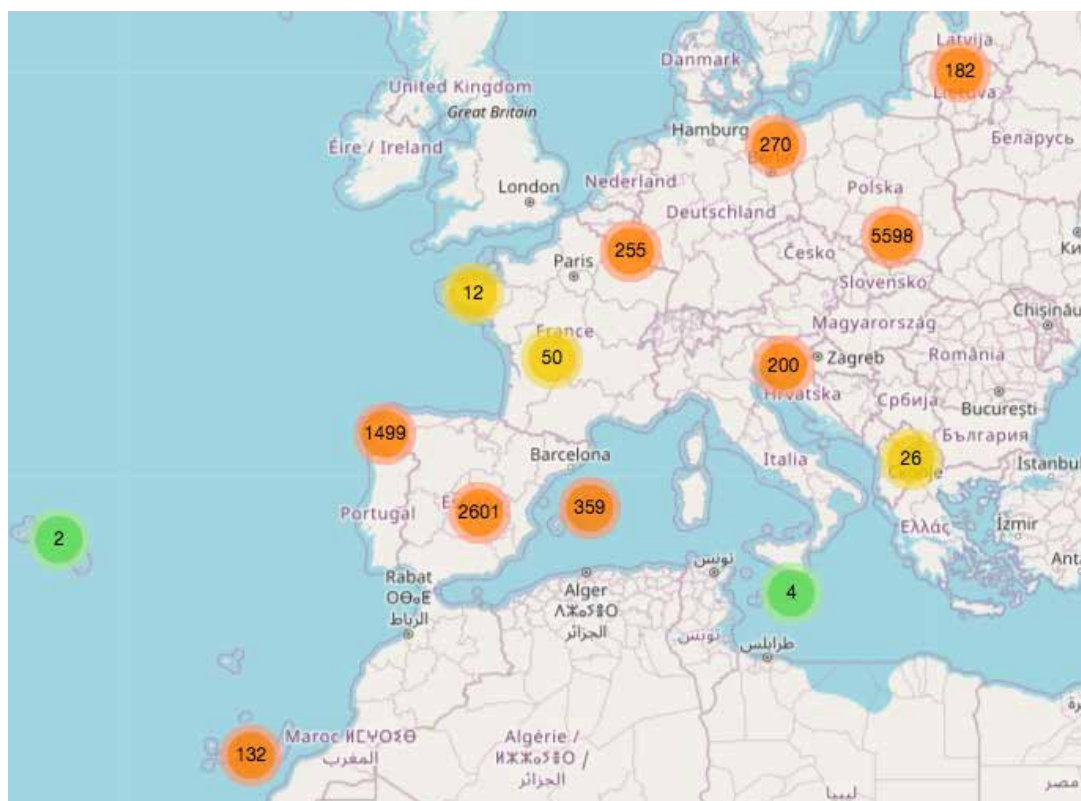 Latvija
182
Lietuva
Danmark
United Kingdom
Great Britain
Hamburg
270
Berlin
Беларусь
Éire / Ireland
London
Nederland
Polska
Deutschland
5598
255
Paris
Česko
Slovensko
12
Magyarország
France
50
200
Zagreb
România
Hrvatska
Србија
București
1499
България
Barcelona
Italia
26
Скопје
İstanbul
2601
359
Portugal
Ελλάς
İzmir
2
Rabat
ⵔⴱⴰⵟ
الرباط
Alger
الجزائر
تونس
4
تونس
طرابلس
Maroc ⵍⵎⵖⵔⵉⴱ
المغرب
132
Algérie /
الجزائر
ليبيا
مصر